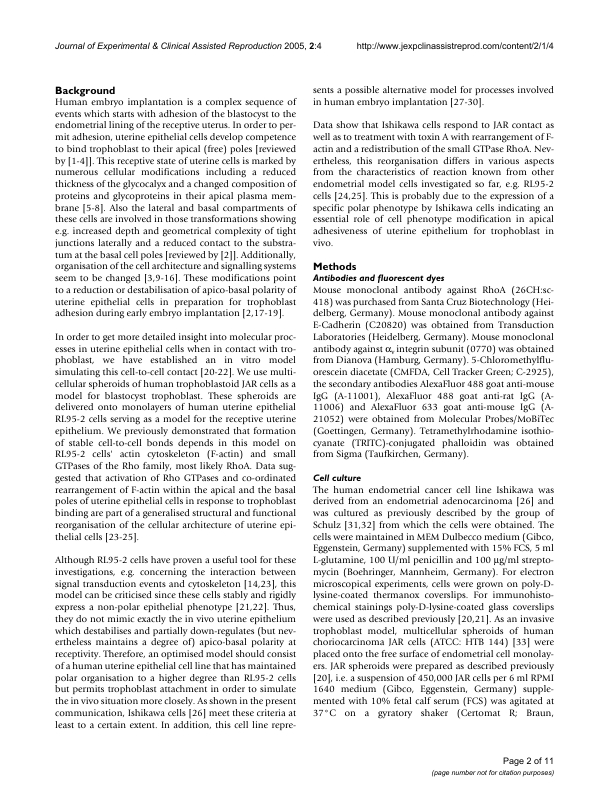 Journal of Experimental & Clinical Assisted Reproduction 2005, 2:4
http://www.jexpclinassistreprod.com/content/2/1/4
Background
Human embryo implantation is a complex sequence of
events which starts with adhesion of the blastocyst to the
endometrial lining of the receptive uterus. In order to per-
mit adhesion, uterine epithelial cells develop competence
to bind trophoblast to their apical (free) poles [reviewed
by [1-4]]. This receptive state of uterine cells is marked by
numerous cellular modifications including a reduced
thickness of the glycocalyx and a changed composition of
proteins and glycoproteins in their apical plasma mem-
brane [5-8]. Also the lateral and basal compartments of
these cells are involved in those transformations showing
e.g. increased depth and geometrical complexity of tight
junctions laterally and a reduced contact to the substra-
tum at the basal cell poles [reviewed by [2]]. Additionally,
organisation of the cell architecture and signalling systems
seem to be changed [3,9-16]. These modifications point
to a reduction or destabilisation of apico-basal polarity of
uterine epithelial cells in preparation for trophoblast
adhesion during early embryo implantation [2,17-19].
In order to get more detailed insight into molecular proc-
esses in uterine epithelial cells when in contact with tro-
phoblast, we have established an in vitro model
simulating this cell-to-cell contact [20-22]. We use multi-
cellular spheroids of human trophoblastoid JAR cells as a
model for blastocyst trophoblast. These spheroids are
delivered onto monolayers of human uterine epithelial
RL95-2 cells serving as a model for the receptive uterine
epithelium. We previously demonstrated that formation
of stable cell-to-cell bonds depends in this model on
RL95-2 cells' actin cytoskeleton (F-actin) and small
GTPases of the Rho family, most likely RhoA. Data sug-
gested that activation of Rho GTPases and co-ordinated
rearrangement of F-actin within the apical and the basal
poles of uterine epithelial cells in response to trophoblast
binding are part of a generalised structural and functional
reorganisation of the cellular architecture of uterine epi-
thelial cells [23-25].
Although RL95-2 cells have proven a useful tool for these
investigations, e.g. concerning the interaction between
signal transduction events and cytoskeleton [14,23], this
model can be criticised since these cells stably and rigidly
express a non-polar epithelial phenotype [21,22]. Thus,
they do not mimic exactly the in vivo uterine epithelium
which destabilises and partially down-regulates (but nev-
ertheless maintains a degree of) apico-basal polarity at
receptivity. Therefore, an optimised model should consist
of a human uterine epithelial cell line that has maintained
polar organisation to a higher degree than RL95-2 cells
but permits trophoblast attachment in order to simulate
the in vivo situation more closely. As shown in the present
communication, Ishikawa cells [26] meet these criteria at
least to a certain extent. In addition, this cell line repre-
sents a possible alternative model for processes involved
in human embryo implantation [27-30].
Data show that Ishikawa cells respond to JAR contact as
well as to treatment with toxin A with rearrangement of F-
actin and a redistribution of the small GTPase RhoA. Nev-
ertheless, this reorganisation differs in various aspects
from the characteristics of reaction known from other
endometrial model cells investigated so far, e.g. RL95-2
cells [24,25]. This is probably due to the expression of a
specific polar phenotype by Ishikawa cells indicating an
essential role of cell phenotype modification in apical
adhesiveness of uterine epithelium for trophoblast in
vivo.
Methods
Antibodies and fluorescent dyes
Mouse monoclonal antibody against RhoA (26CH:sc-
418) was purchased from Santa Cruz Biotechnology (Hei-
delberg, Germany). Mouse monoclonal antibody against
E-Cadherin (C20820) was obtained from Transduction
Laboratories (Heidelberg, Germany). Mouse monoclonal
antibody against αv integrin subunit (0770) was obtained
from Dianova (Hamburg, Germany). 5-Chloromethylflu-
orescein diacetate (CMFDA, Cell Tracker Green; C-2925),
the secondary antibodies AlexaFluor 488 goat anti-mouse
IgG (A-11001), AlexaFluor 488 goat anti-rat IgG (A-
11006) and AlexaFluor 633 goat anti-mouse IgG (A-
21052) were obtained from Molecular Probes/MoBiTec
(Goettingen, Germany). Tetramethylrhodamine isothio-
cyanate (TRITC)-conjugated phalloidin was obtained
from Sigma (Taufkirchen, Germany).
Cell culture
The human endometrial cancer cell line Ishikawa was
derived from an endometrial adenocarcinoma [26] and
was cultured as previously described by the group of
Schulz [31,32] from which the cells were obtained. The
cells were maintained in MEM Dulbecco medium (Gibco,
Eggenstein, Germany) supplemented with 15% FCS, 5 ml
L-glutamine, 100 U/ml penicillin and 100 μg/ml strepto-
mycin (Boehringer, Mannheim, Germany). For electron
microscopical experiments, cells were grown on poly-D-
lysine-coated thermanox coverslips. For immunohisto-
chemical stainings poly-D-lysine-coated glass coverslips
were used as described previously [20,21]. As an invasive
trophoblast model, multicellular spheroids of human
choriocarcinoma JAR cells (ATCC: HTB 144) [33] were
placed onto the free surface of endometrial cell monolay-
ers. JAR spheroids were prepared as described previously
[20], i.e. a suspension of 450,000 JAR cells per 6 ml RPMI
1640 medium (Gibco, Eggenstein, Germany) supple-
mented with 10% fetal calf serum (FCS) was agitated at
37°C on a gyratory shaker (Certomat R; Braun,
Page 2 of 11
(page number not for citation purposes)